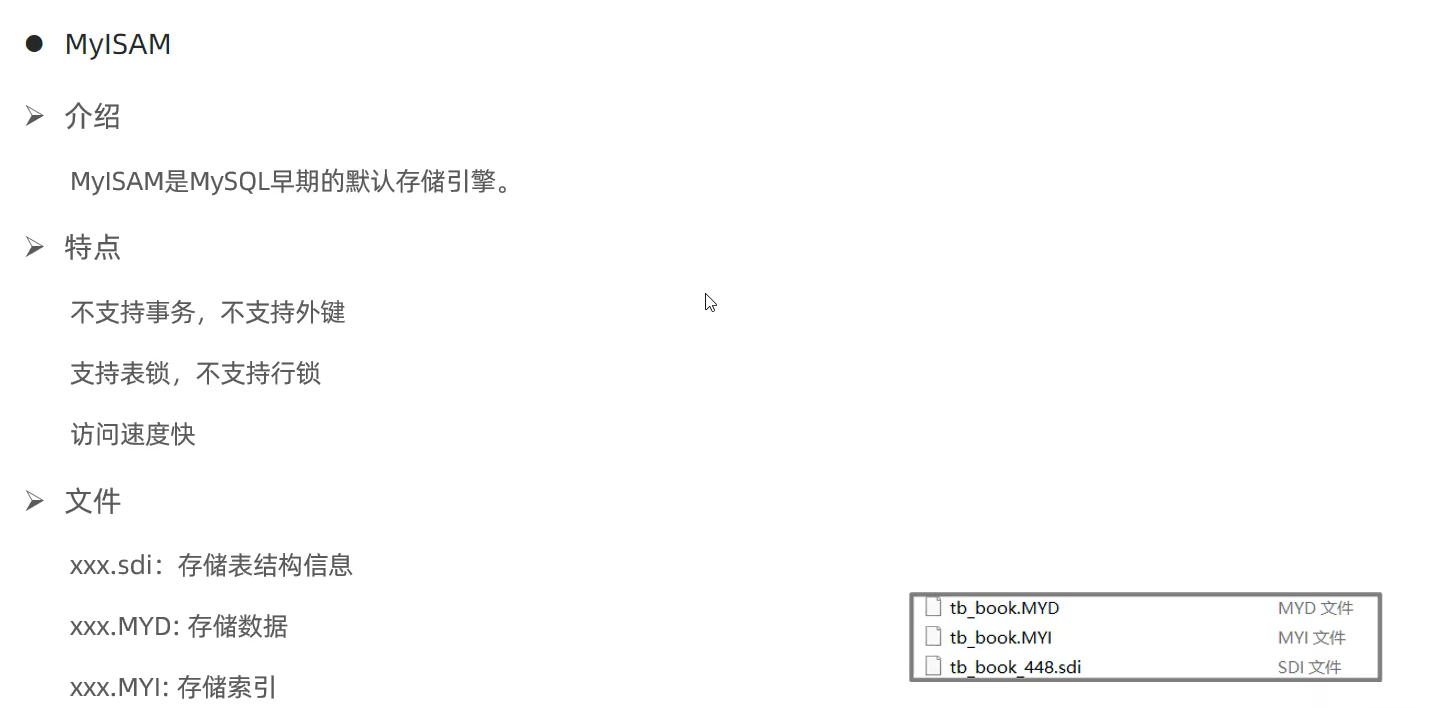 ● MyISAM
➢ 介绍
MyISAM是MySQL早期的默认存储引擎。
➢ 特点
不支持事务，不支持外键
支持表锁，不支持行锁
访问速度快
➢ 文件
xxx.sdi：存储表结构信息
xxx.MYD: 存储数据
xxx.MYI: 存储索引
tb_book.MYD MYD 文件
tb_book.MYI MYI 文件
tb_book_448.sdi SDI 文件